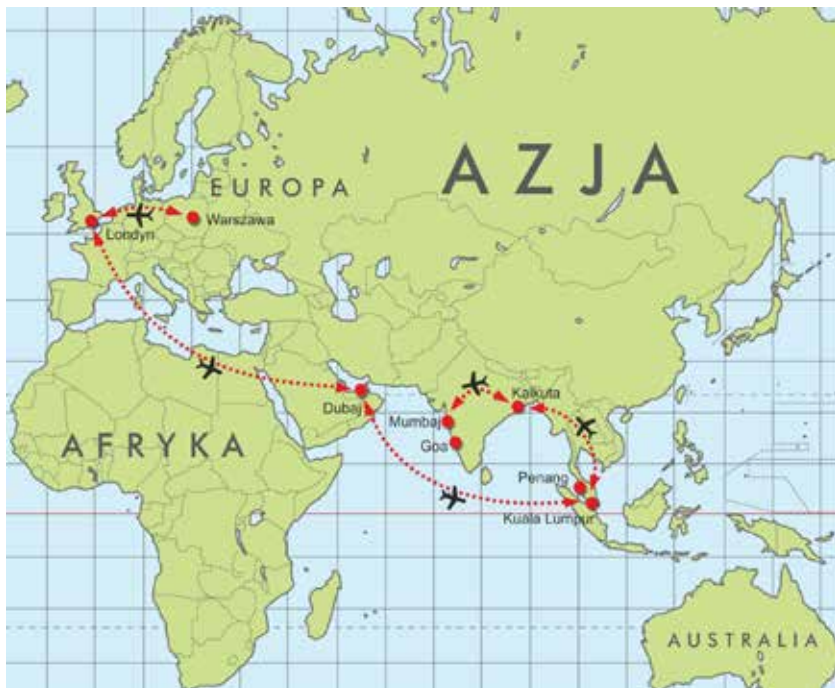 AZJA
EUROPA
Warszawa
Londyn
Dubaj
Kalkuta
Mumbaj
AFRYKA
Goa
Penang
Kuala Lumpur
AUSTRALIA